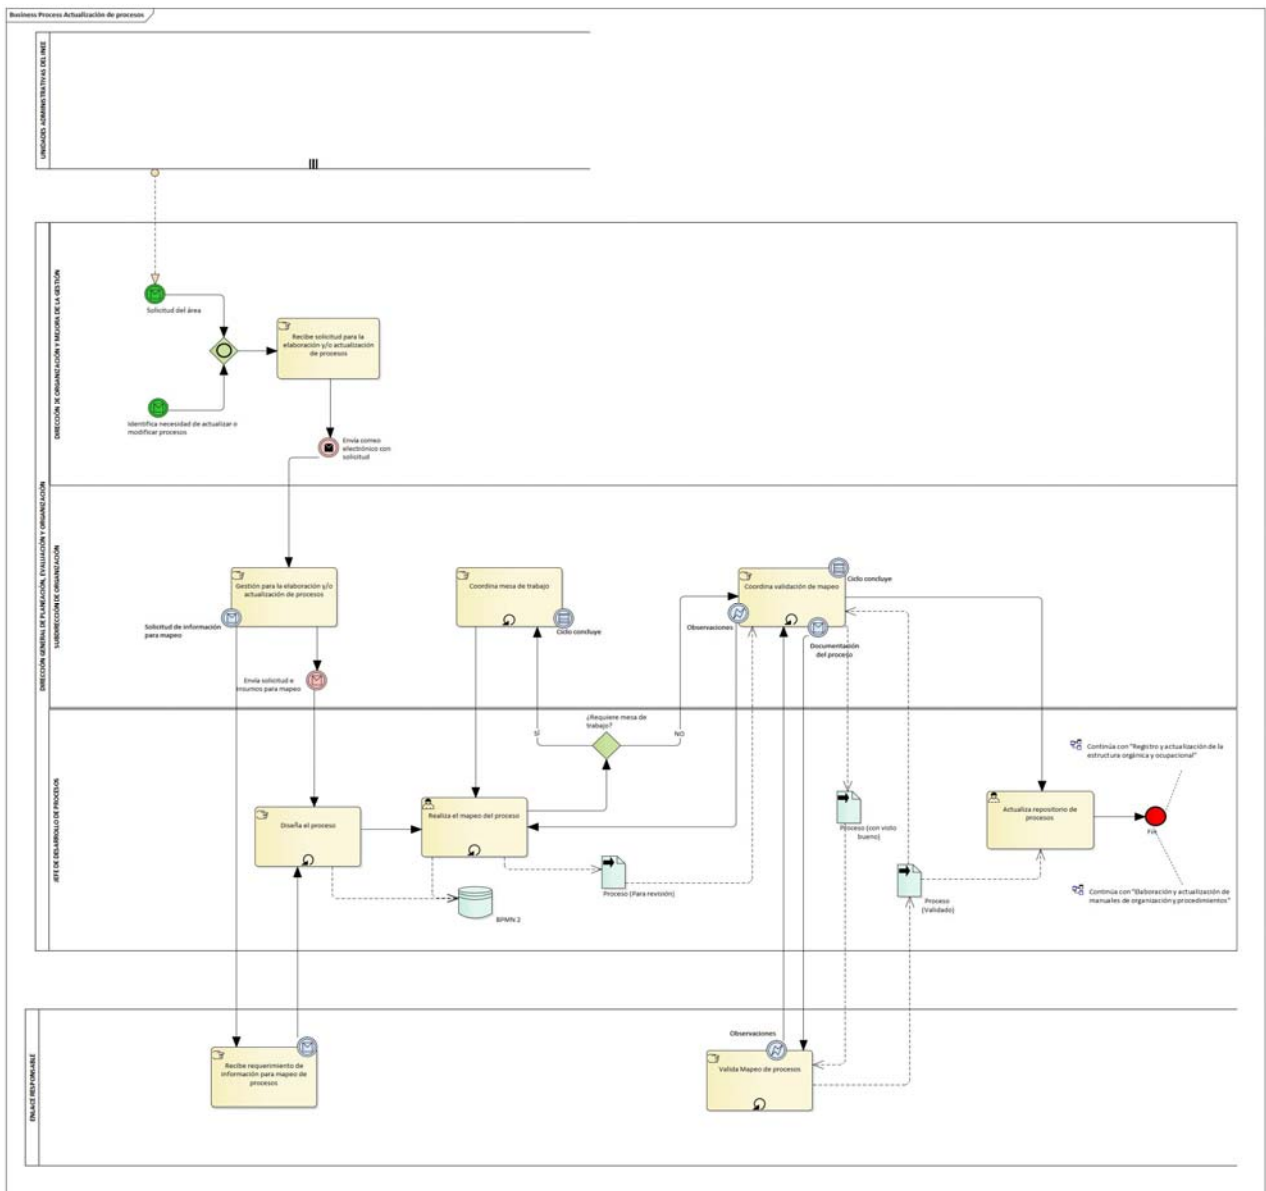 Business Process Actualización de procesos
UNIDADES ADMINISTRATIVAS DEL INEE
DIRECCIÓN GENERAL DE PLANEACIÓN, EVALUACIÓN Y ORGANIZACIÓN
DIRECCIÓN DE ORGANIZACIÓN Y MEJORA DE LA GESTIÓN
Solicitud del área
Recibe solicitud para la
elaboración y/o actualización
de procesos
Identifica necesidad de actualizar o
modificar procesos
Envía correo
electrónico con
solicitud
SUBDIRECCIÓN DE ORGANIZACIÓN
Gestión para la elaboración y/o
actualización de procesos
Solicitud de información
para mapeo
Envía solicitud e
insumos para mapeo
Coordina mesa de trabajo
Ciclo concluye
Coordina validación de mapeo
Ciclo concluye
Observaciones
Documentación
del proceso
JEFE DE DESARROLLO DE PROCESOS
¿Requiere mesa de
trabajo?
SÍ
NO
Diseña el proceso
Realiza el mapeo del proceso
BPMN 2
Proceso (Para revisión)
Proceso (con visto
bueno)
Proceso
(Validado)
Actualiza repositorio de
procesos
Continúa con "Registro y actualización de la
estructura orgánica y ocupacional"
Fin
Continúa con "Elaboración y actualización de
manuales de organización y procedimientos"
ENLACE RESPONSABLE
Recibe requerimiento de
información para mapeo de
procesos
Observaciones
Valida Mapeo de procesos